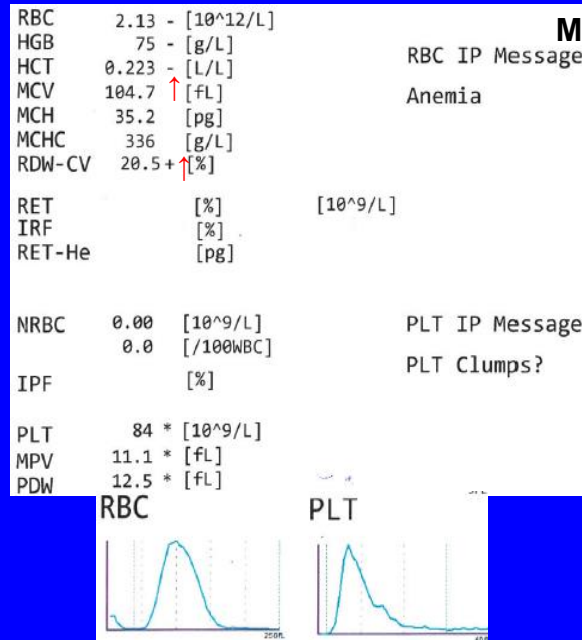 M
RBC 2.13 - [10^12/L]
HGB 75 - [g/L]
RBC IP Message
HCT 0.223 - [L/L]
MCV 104.7 ↑ [fL]
Anemia
MCH 35.2 [pg]
MCHC 336 [g/L]
RDW-CV 20.5 + ↑ [%]
RET [%] [10^9/L]
IRF [%]
RET-He [pg]
NRBC 0.00 [10^9/L] PLT IP Message
0.0 [/100WBC]
PLT Clumps?
IPF [%]
PLT 84 * [10^9/L]
MPV 11.1 * [fL]
PDW 12.5 * [fL]
RBC PLT
250fL